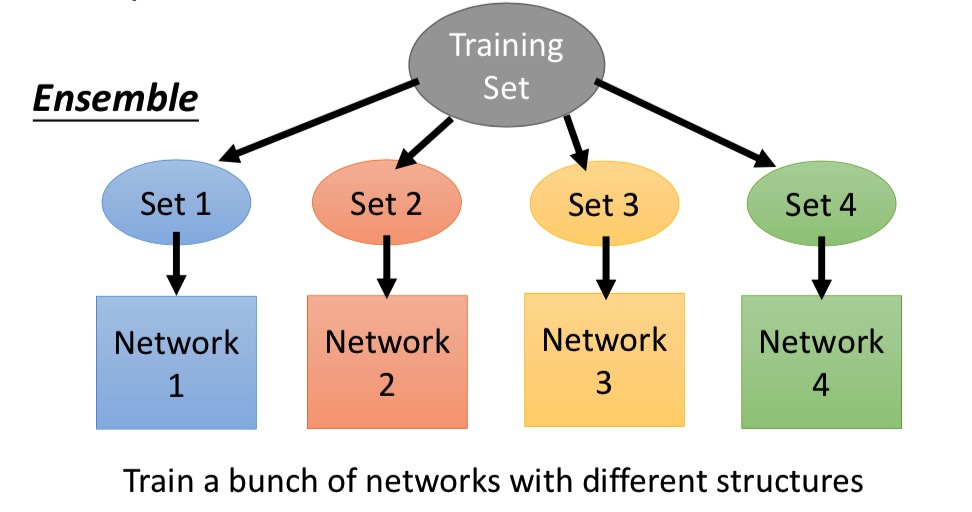 Training
Set
Ensemble
Set 1
Set 2
Set 3
Set 4
Network
1
Network
2
Network
3
Network
4
Train a bunch of networks with different structures